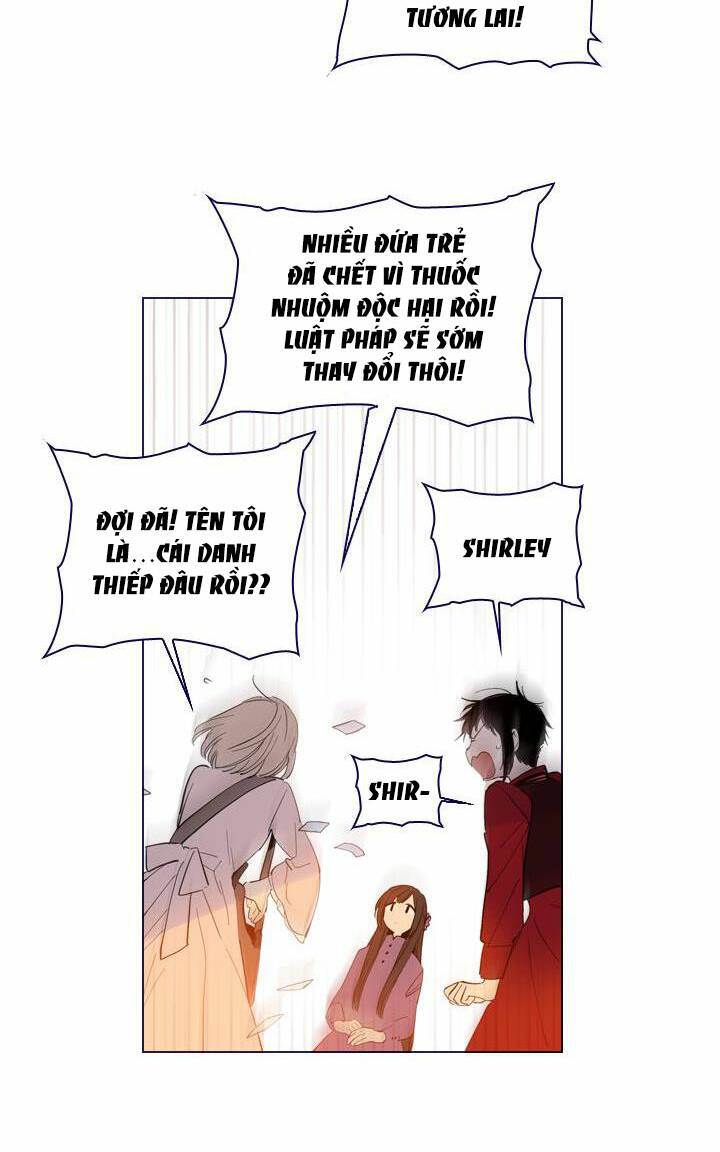 TƯƠNG LAI!
NHIỀU ĐỨA TRẺ
ĐÃ CHẾT VÌ THUỐC
NHUỘM ĐỘC HẠI RỒI!
LUẬT PHÁP SẼ SỚM
THAY ĐỔI THÔI!
ĐỢI ĐÃ! TÊN TÔI
LÀ...CÁI DANH
THIẾP ĐÂU RỒI??
SHIRLEY
SHIR-